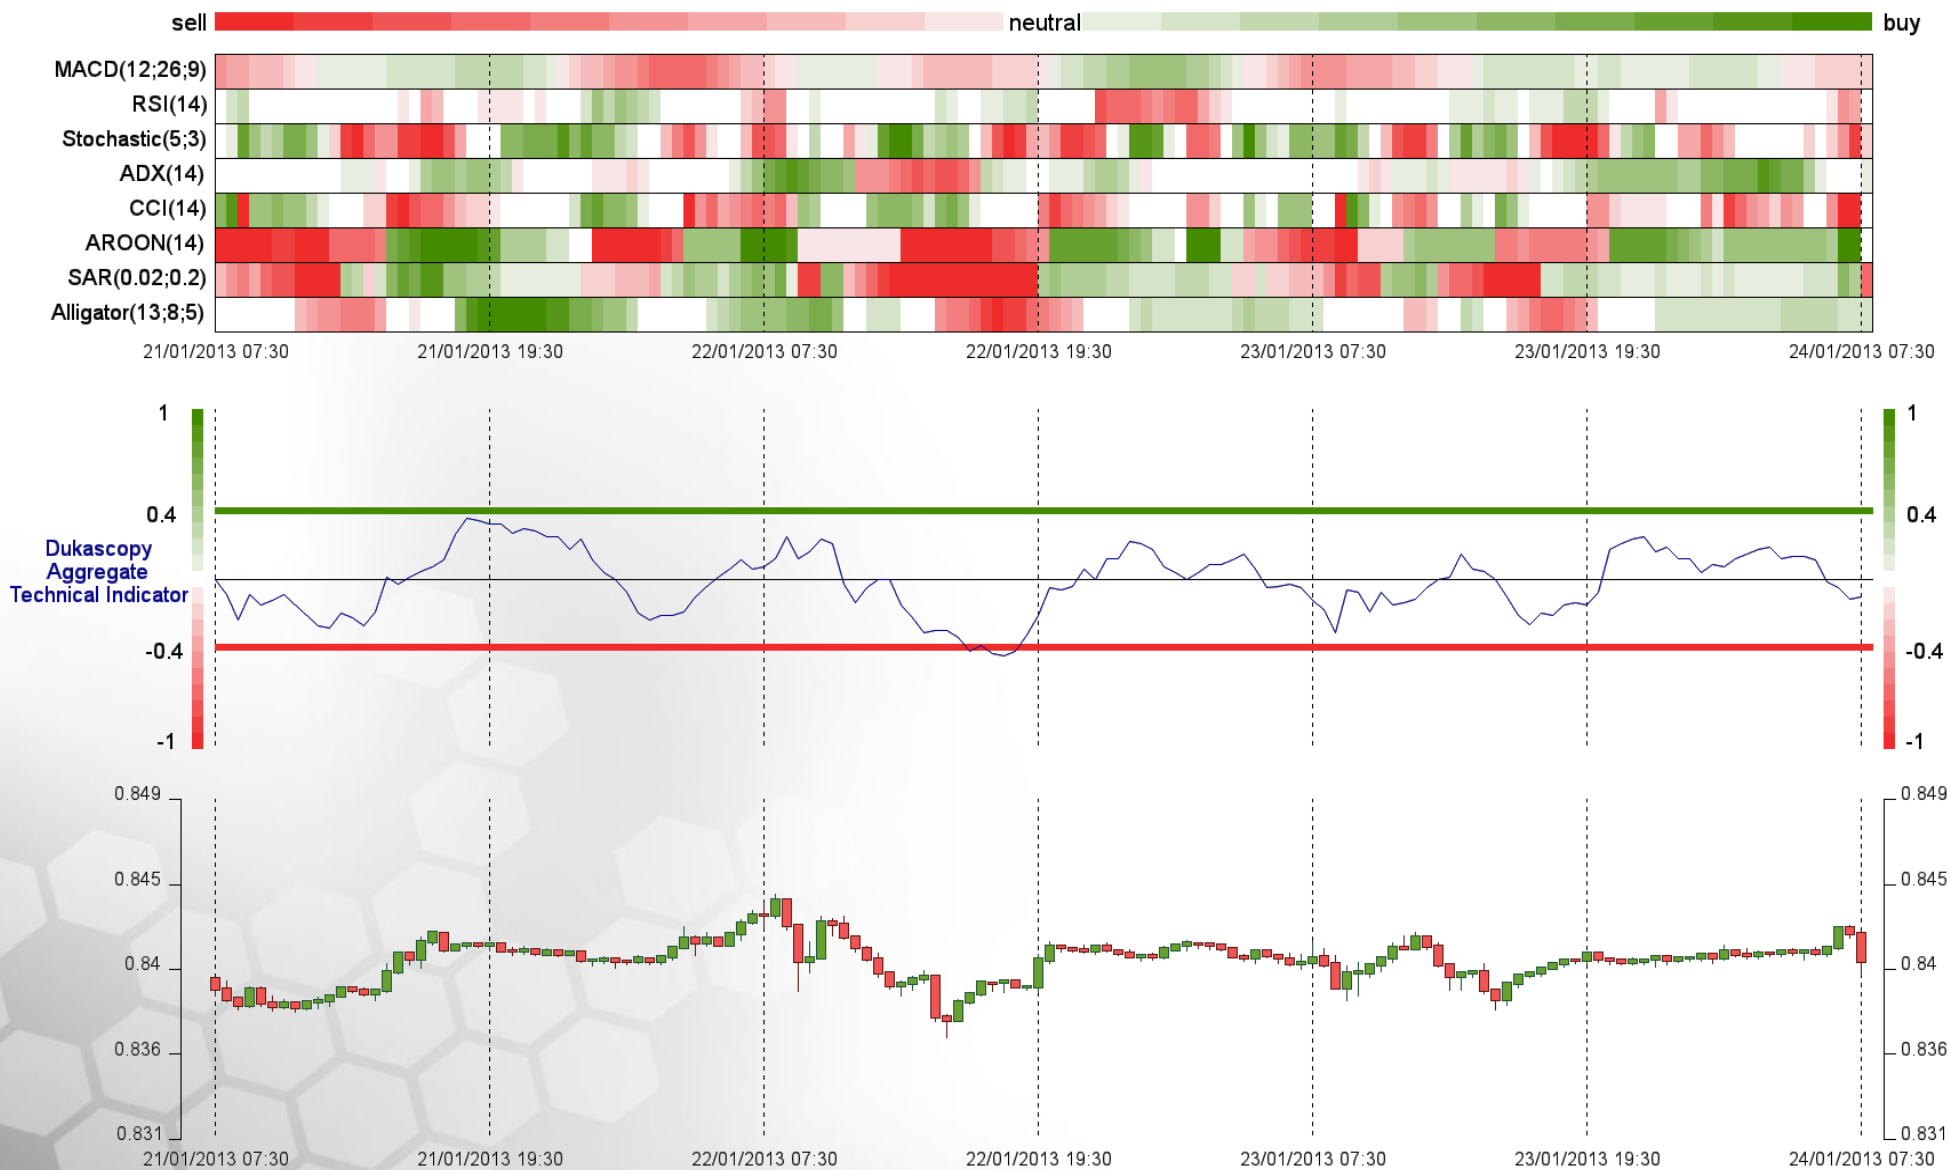 sell neutral buy
MACD(12;26;9)
RSI(14)
Stochastic(5;3)
ADX(14)
CCI(14)
AROON(14)
SAR(0.02;0.2)
Alligator(13;8;5)
21/01/2013 07:30 21/01/2013 19:30 22/01/2013 07:30 22/01/2013 19:30 23/01/2013 07:30 23/01/2013 19:30 24/01/2013 07:30
1 1
0.4 0.4
Dukascopy
Aggregate
Technical Indicator
-0.4 -0.4
-1 -1
0.849 0.849
0.845 0.845
0.84 0.84
0.836 0.836
0.831 0.831
21/01/2013 07:30 21/01/2013 19:30 22/01/2013 07:30 22/01/2013 19:30 23/01/2013 07:30 23/01/2013 19:30 24/01/2013 07:30